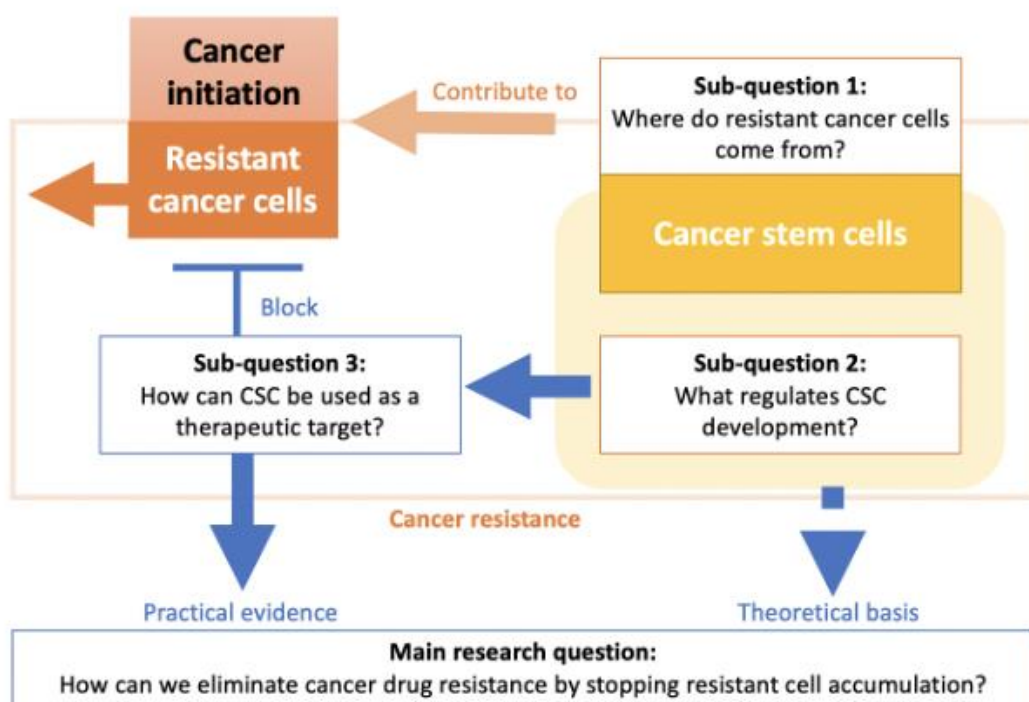 Cancer
initiation
Resistant
cancer cells
Contribute to
Sub-question 1:
Where do resistant cancer cells
come from?
Cancer stem cells
Block
Sub-question 3:
How can CSC be used as a
therapeutic target?
Sub-question 2:
What regulates CSC
development?
Cancer resistance
Practical evidence
Theoretical basis
Main research question:
How can we eliminate cancer drug resistance by stopping resistant cell accumulation?